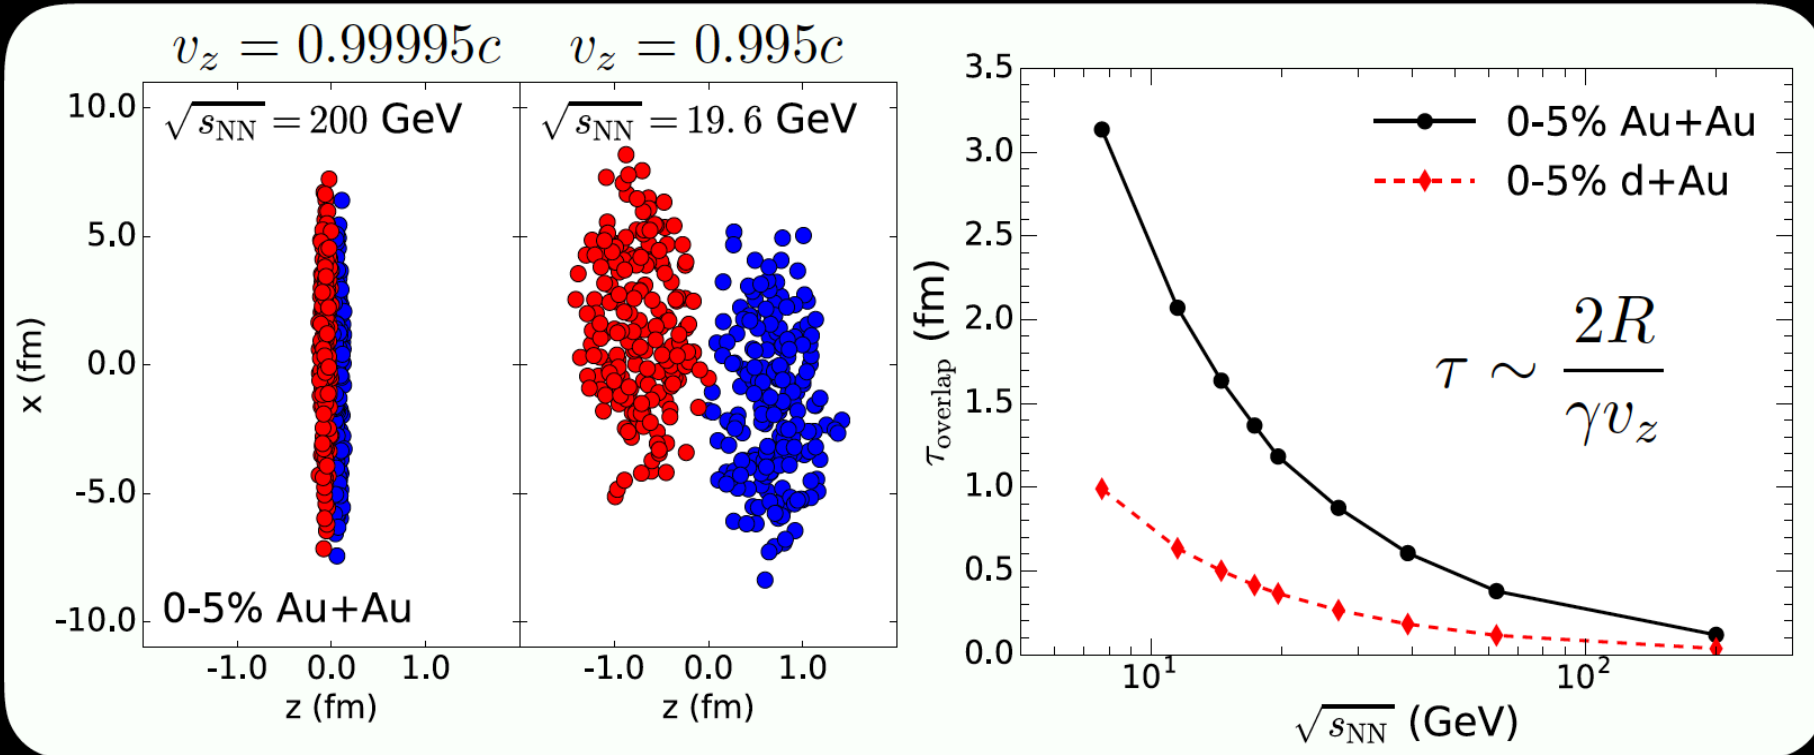 v_z = 0.99995c
v_z = 0.995c
√s_NN = 200 GeV
√s_NN = 19.6 GeV
0-5% Au+Au
10.0
5.0
0.0
-5.0
-10.0
x (fm)
-1.0 0.0 1.0
-1.0 0.0 1.0
z (fm)
z (fm)
3.5
3.0
2.5
2.0
1.5
1.0
0.5
0.0
τ_overlap (fm)
0-5% Au+Au
0-5% d+Au
τ ~ 2R / γv_z
10^1 10^2
√s_NN (GeV)